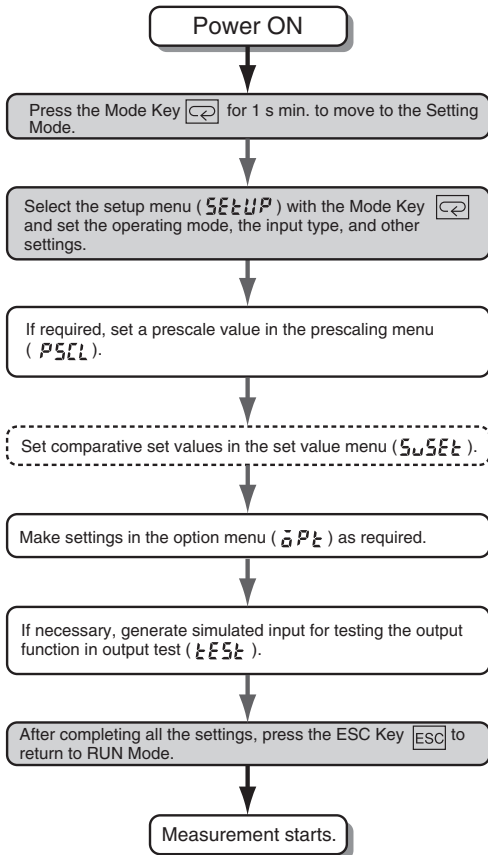 Power ON
Press the Mode Key for 1 s min. to move to the Setting
Mode.
Select the setup menu ( SEtUP ) with the Mode Key
and set the operating mode, the input type, and other
settings.
If required, set a prescale value in the prescaling menu
( PSCL ).
Set comparative set values in the set value menu ( SvSEt ).
Make settings in the option menu ( oPt ) as required.
If necessary, generate simulated input for testing the output
function in output test ( tESt ).
After completing all the settings, press the ESC Key ESC to
return to RUN Mode.
Measurement starts.